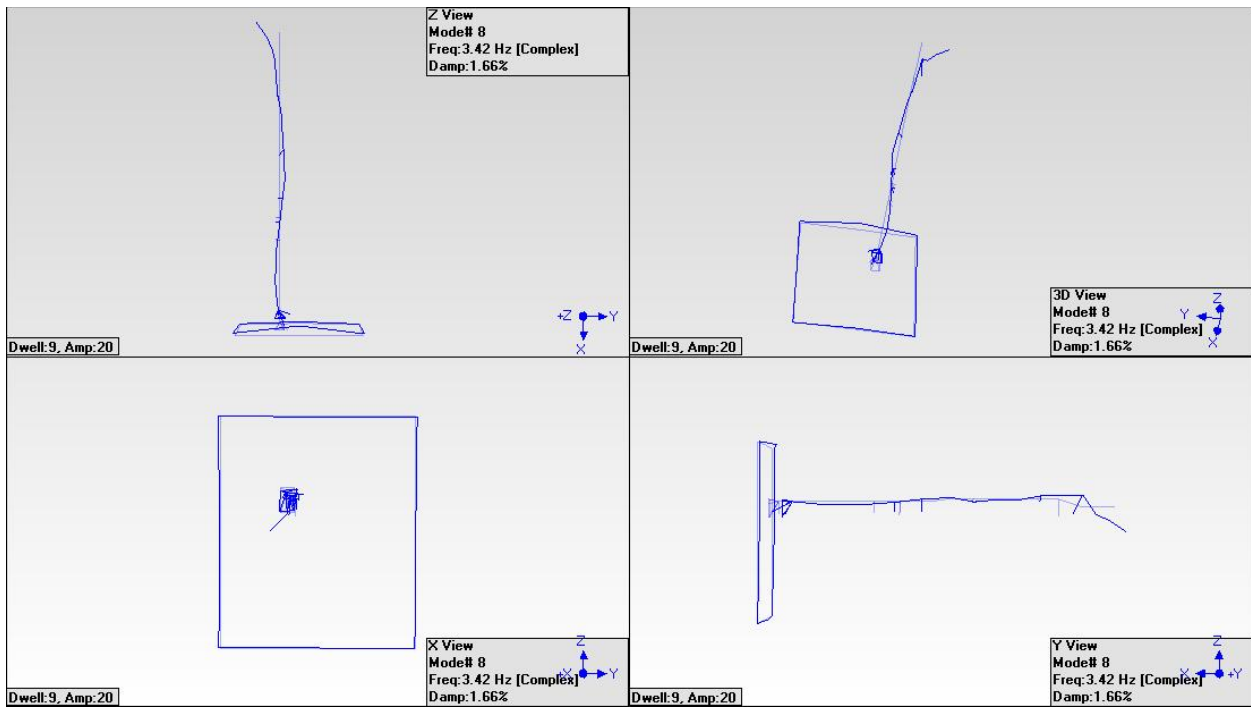 Z View
Mode# 8
Freq:3.42 Hz [Complex]
Damp:1.66%
+Z
Y
X
Dwell:9, Amp:20
3D View
Mode# 8
Freq:3.42 Hz [Complex]
Damp:1.66%
Z
Y
X
Dwell:9, Amp:20
X View
Mode# 8
Freq:3.42 Hz [Complex]
Damp:1.66%
Z
+X
Y
Dwell:9, Amp:20
Y View
Mode# 8
Freq:3.42 Hz [Complex]
Damp:1.66%
Z
X
+Y
Dwell:9, Amp:20